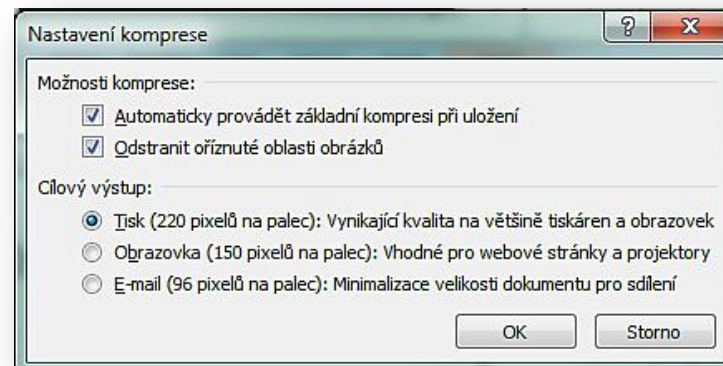 Nastavení komprese
Možnosti komprese:
Automaticky provádět základní kompresi při uložení
Odstranit oříznuté oblasti obrázků
Cílový výstup:
Tisk (220 pixelů na palec): Vynikající kvalita na většině tiskáren a obrazovek
Obrazovka (150 pixelů na palec): Vhodné pro webové stránky a projektory
E-mail (96 pixelů na palec): Minimalizace velikosti dokumentu pro sdílení
OK Storno